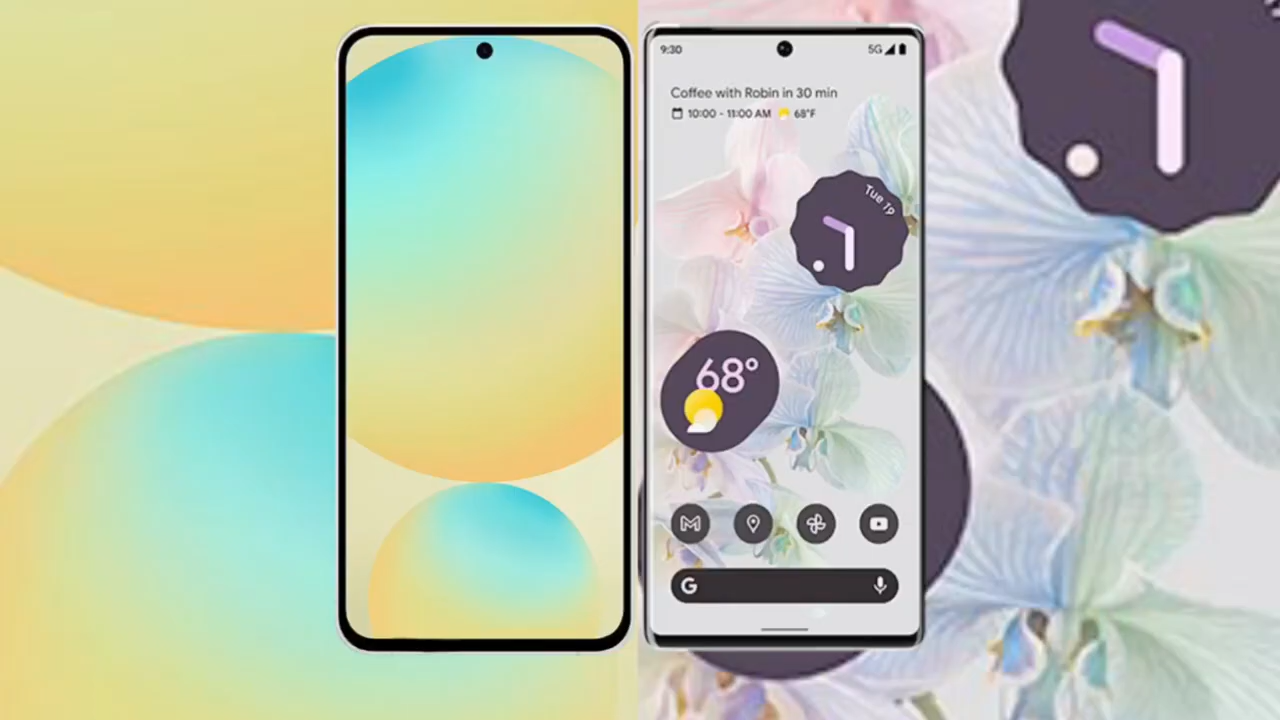 9:30
5G
Coffee with Robin in 30 min
10:00 - 11:00 AM 68°F
Tue 19
68°
G